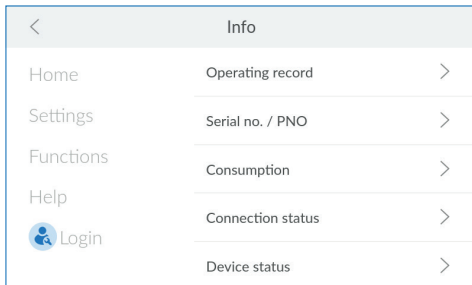 Info
Home
Settings
Functions
Help
Login
Operating record
Serial no. / PNO
Consumption
Connection status
Device status